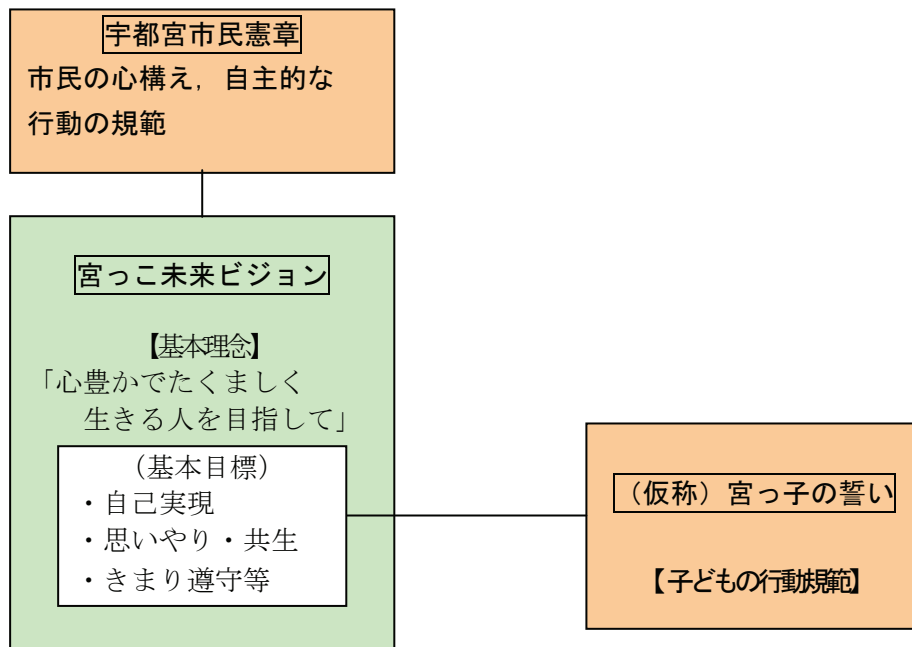 宇都宮市民憲章
市民の心構え，自主的な
行動の規範
宮っこ未来ビジョン
【基本理念】
「心豊かでたくましく
生きる人を目指して」
（基本目標）
・自己実現
・思いやり・共生
・きまり遵守等
（仮称）宮っ子の誓い
【子どもの行動規範】